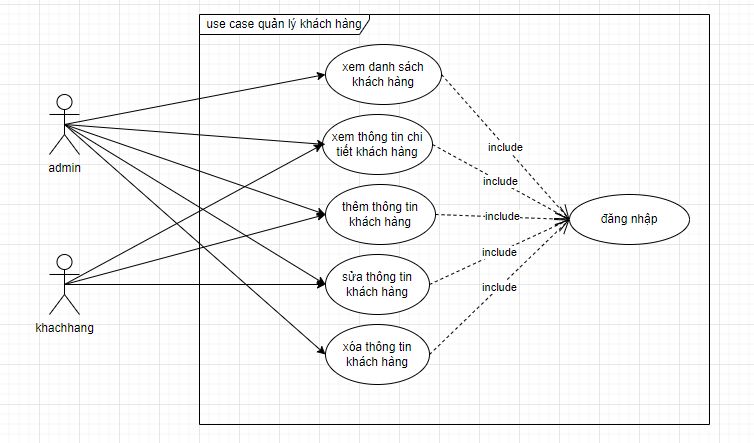 use case quản lý khách hàng
xem danh sách
khách hàng
admin
xem thông tin chi
tiết khách hàng
include
include
thêm thông tin
khách hàng
include
đăng nhập
khachhang
sửa thông tin
khách hàng
include
include
xóa thông tin
khách hàng